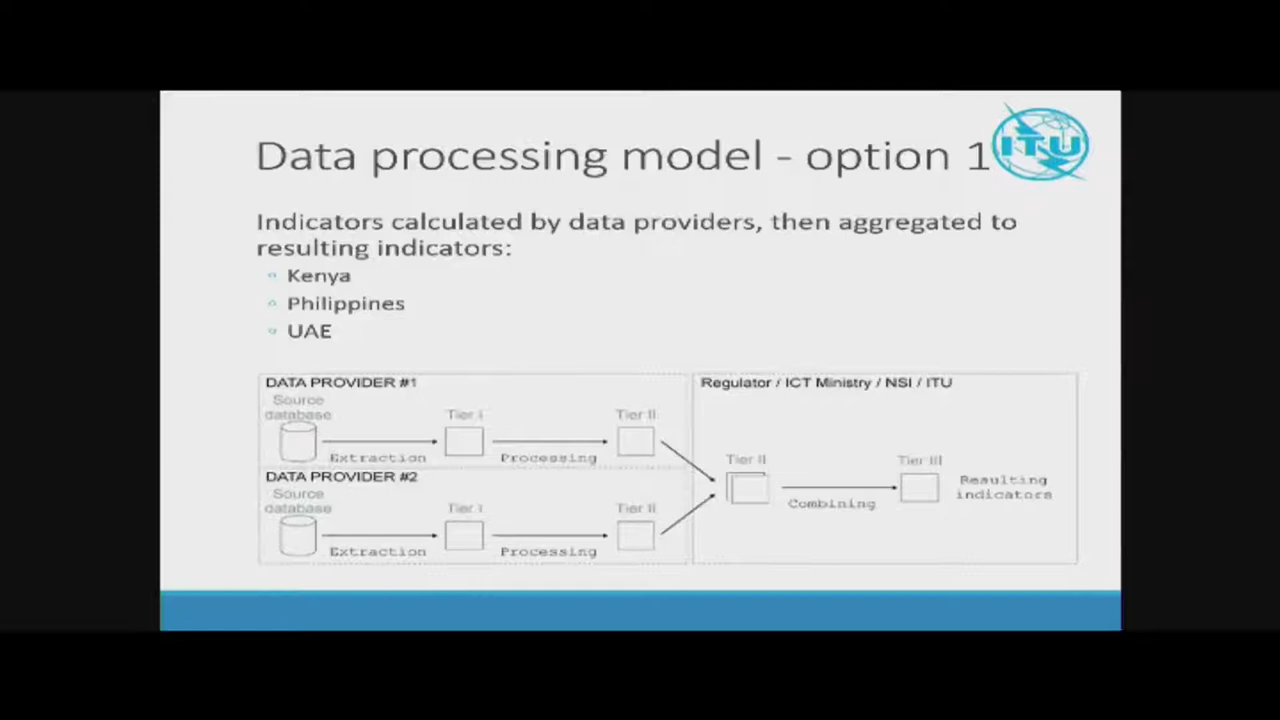 Data processing model - option 1
ITU
Indicators calculated by data providers, then aggregated to
resulting indicators:
Kenya
Philippines
UAE
DATA PROVIDER #1
Source
database
Extraction
Tier I
Processing
Tier II
DATA PROVIDER #2
Source
database
Extraction
Tier I
Processing
Tier II
Regulator / ICT Ministry / NSI / ITU
Tier II
Combining
Tier III
Resulting
indicators